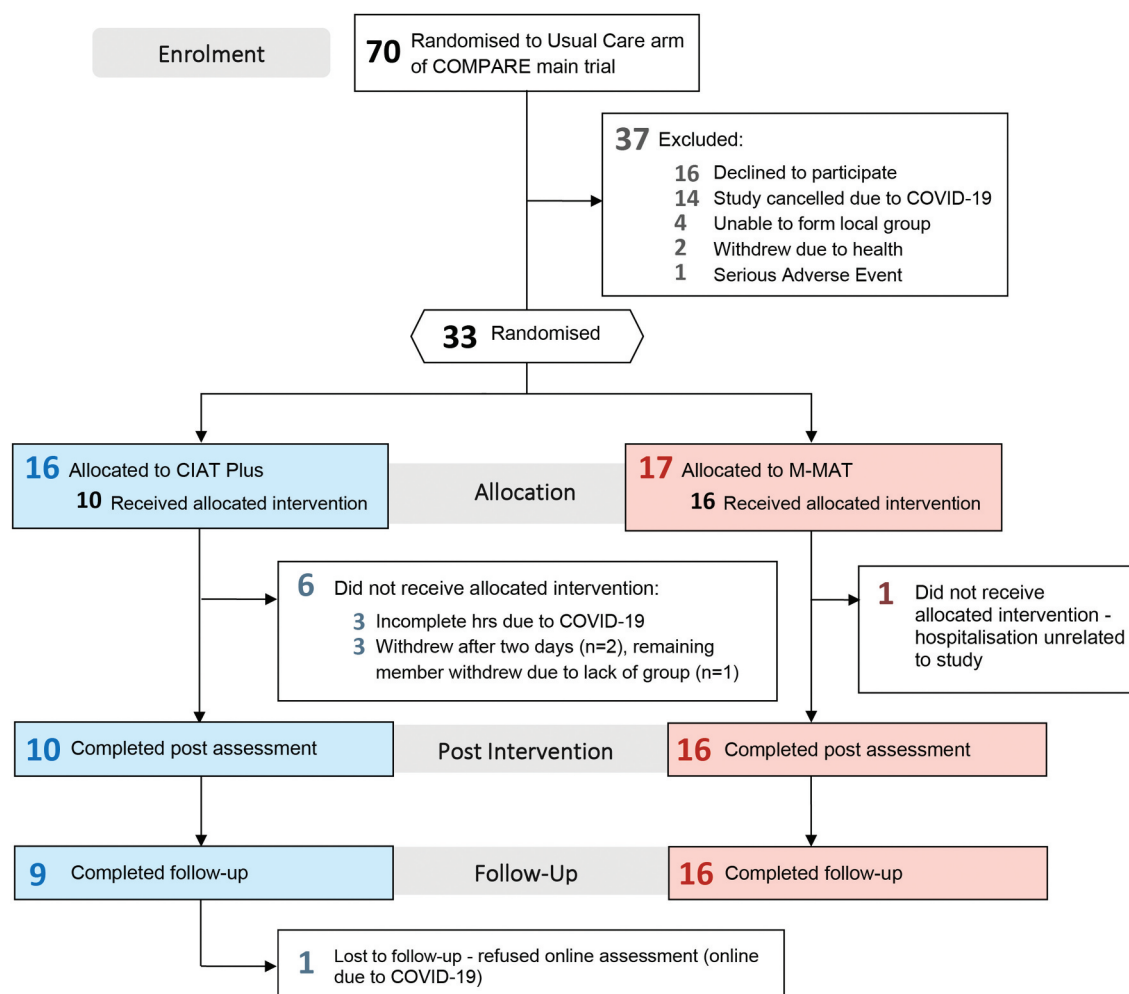 Enrolment
70 Randomised to Usual Care arm
of COMPARE main trial
37 Excluded:
16 Declined to participate
14 Study cancelled due to COVID-19
4 Unable to form local group
2 Withdrew due to health
1 Serious Adverse Event
33 Randomised
16 Allocated to CIAT Plus
10 Received allocated intervention
Allocation
17 Allocated to M-MAT
16 Received allocated intervention
6 Did not receive allocated intervention:
3 Incomplete hrs due to COVID-19
3 Withdrew after two days (n=2), remaining
member withdrew due to lack of group (n=1)
1 Did not receive
allocated intervention -
hospitalisation unrelated
to study
10 Completed post assessment
Post Intervention
16 Completed post assessment
9 Completed follow-up
Follow-Up
16 Completed follow-up
1 Lost to follow-up - refused online assessment (online
due to COVID-19)